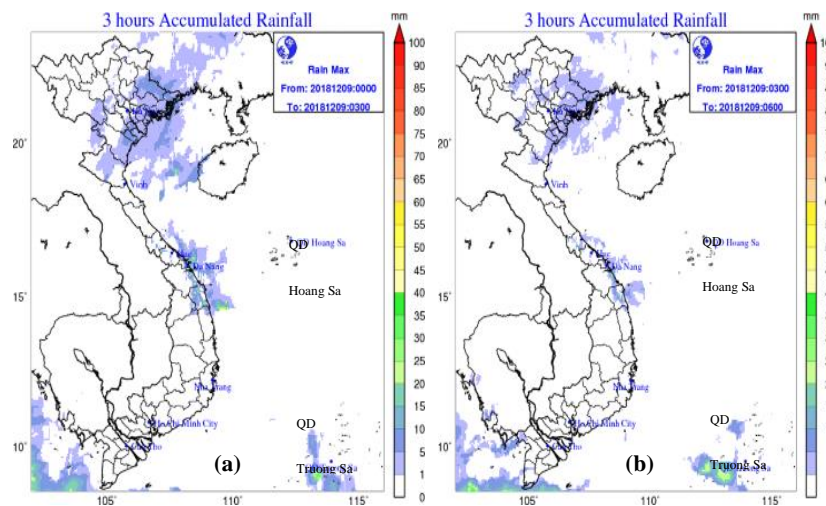 3 hours Accumulated Rainfall
Rain Max
From: 20181209:0000
To: 20181209:0300
20°
15°
10°
105 110 115
Vinh
Da Nang
QD
Hoang Sa
Hoang Sa
Nha Trang
Ho Chi Minh City
QD
Truong Sa
(a)
mm
100
90
85
80
75
70
65
60
55
50
45
40
35
30
25
20
15
10
5
1
0
3 hours Accumulated Rainfall
Rain Max
From: 20181209:0300
To: 20181209:0600
20°
15°
10°
105 110 115
Vinh
Da Nang
QD
Hoang Sa
Hoang Sa
Nha Trang
Ho Chi Minh City
QD
Truong Sa
(b)
mm